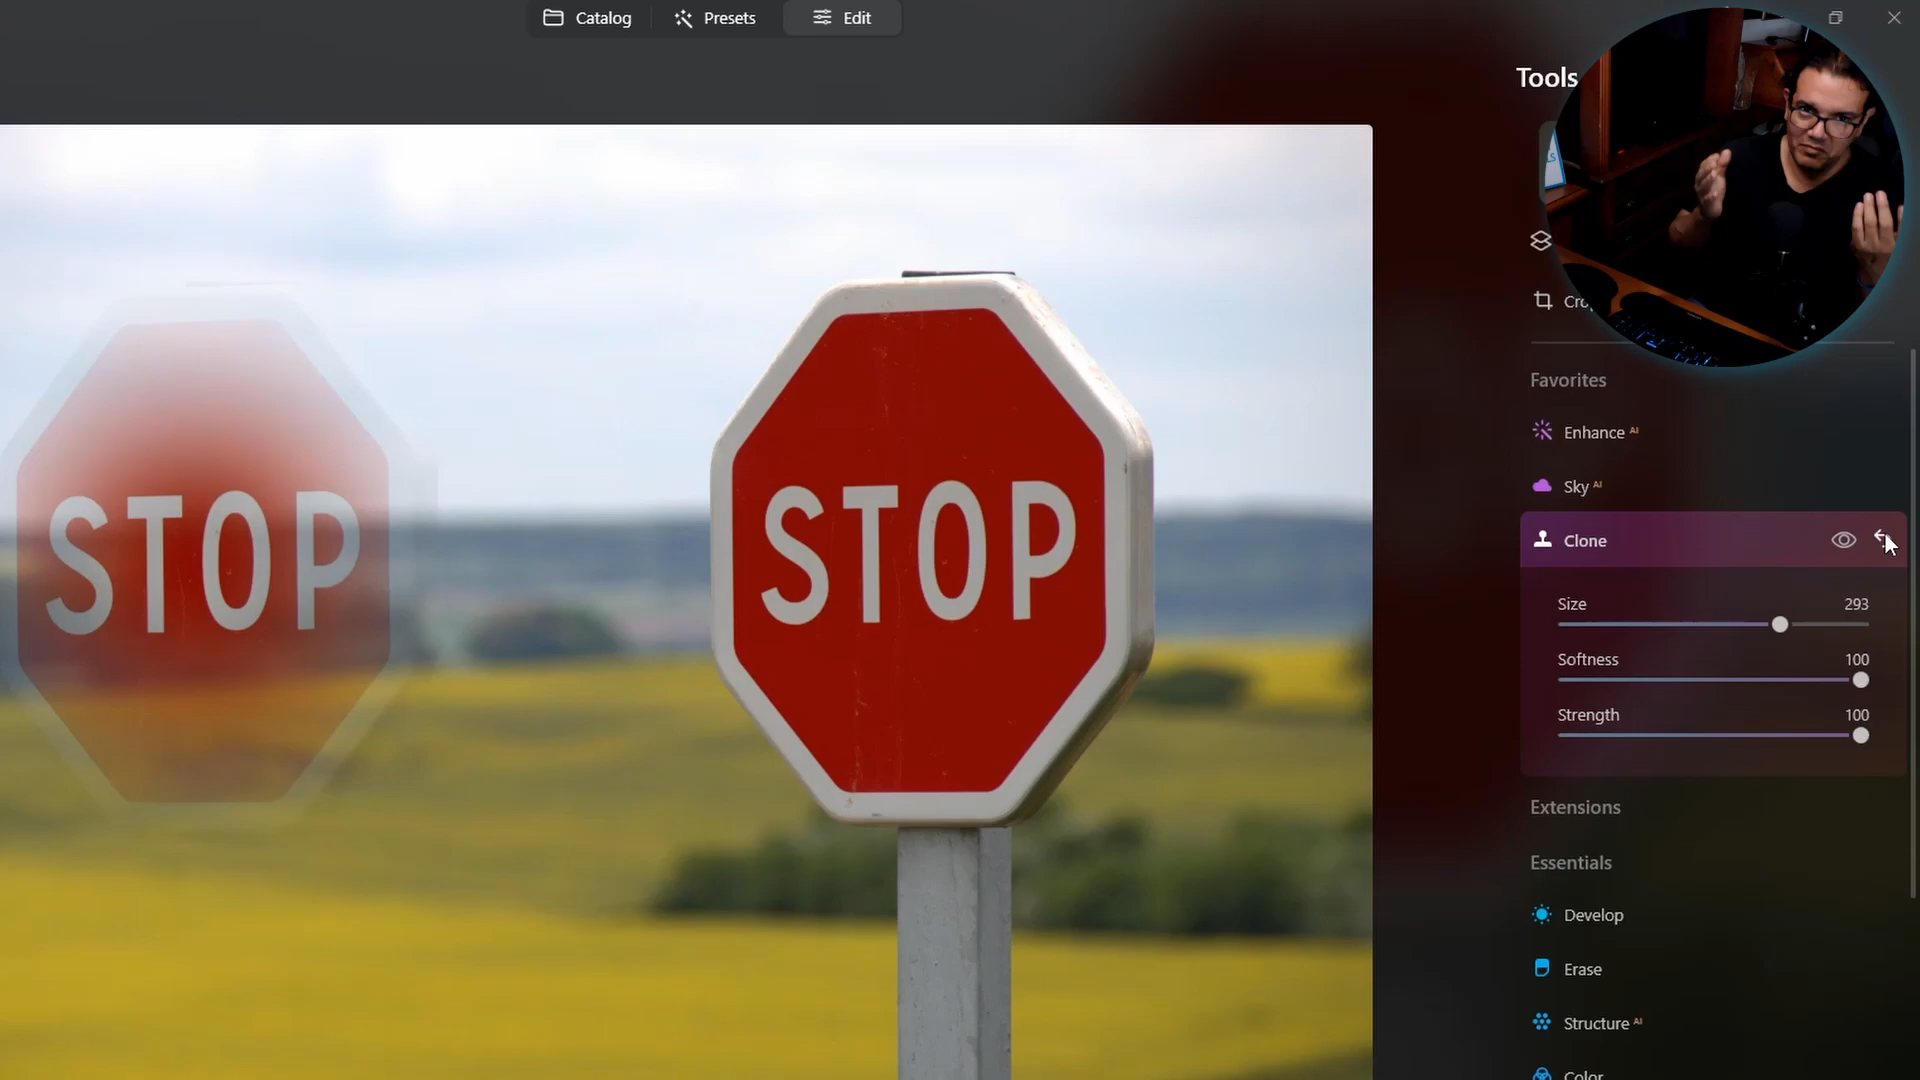 Catalog
Presets
Edit
Tools
Favorites
Enhance AI
Sky AI
Clone
Size 293
Softness 100
Strength 100
Extensions
Essentials
Develop
Erase
Structure AI
Color
STOP
STOP